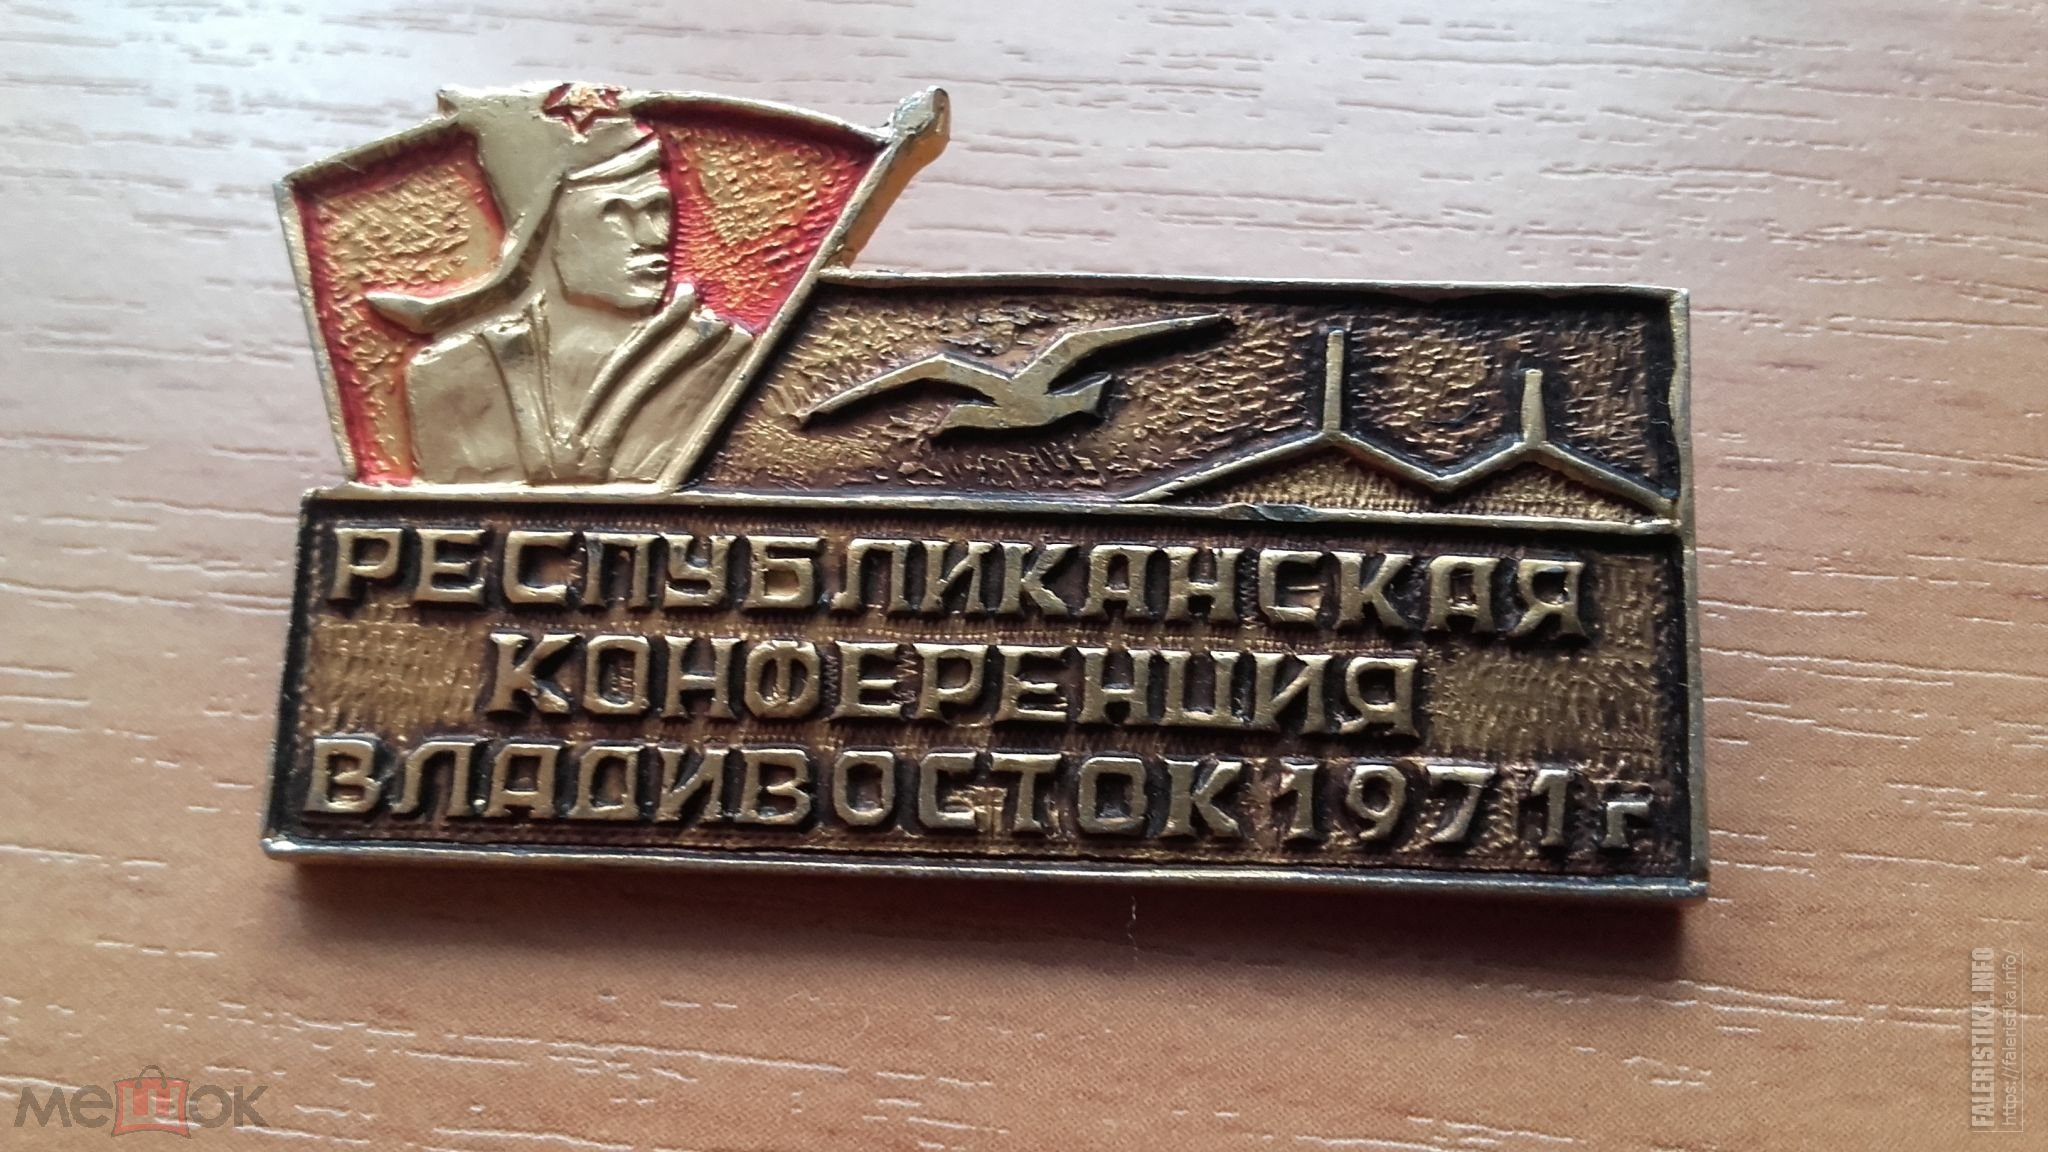 РЕСПУБЛИКАНСКАЯ
КОНФЕРЕНЦИЯ
ВЛАДИВОСТОК 1971 г
мешок
FALERISTIKA.INFO
https://faleristika.info/